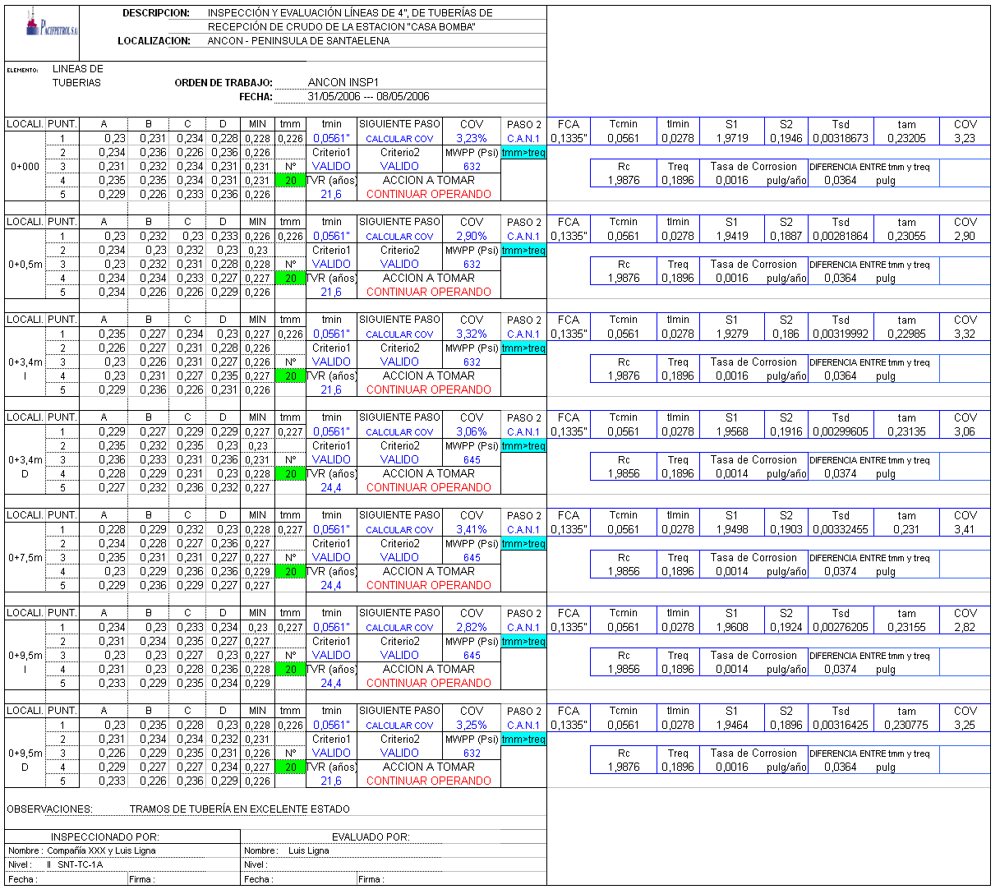 PACIFPETROL S.A
DESCRIPCION: INSPECCIÓN Y EVALUACIÓN LÍNEAS DE 4", DE TUBERÍAS DE
RECEPCIÓN DE CRUDO DE LA ESTACION "CASA BOMBA"
LOCALIZACION: ANCON - PENINSULA DE SANTAELENA
ELEMENTO: LINEAS DE
TUBERIAS
ORDEN DE TRABAJO: ANCON INSP1
FECHA: 31/05/2006 --- 08/05/2006
LOCALI. PUNT. A B C D MIN tmm tmin SIGUIENTE PASO COV PASO 2 FCA Tcmin tlmin S1 S2 Tsd tam COV
1 0,23 0,231 0,234 0,228 0,228 0,226 0,0561" CALCULAR COV 3,23% C.A.N.1 0,1335" 0,0561 0,0278 1,9719 0,1946 0,00318673 0,23205 3,23
2 0,234 0,236 0,226 0,236 0,226 Criterio1 Criterio2 MWPP (Psi) tmm>treq
0+000 3 0,231 0,232 0,234 0,231 0,231 Nº VALIDO VALIDO 632 Rc Treq Tasa de Corrosion DIFERENCIA ENTRE tmm y treq
4 0,235 0,235 0,234 0,231 0,231 20 TVR (años) ACCION A TOMAR 1,9876 0,1896 0,0016 pulg/año 0,0364 pulg
5 0,229 0,226 0,233 0,236 0,226 21,6 CONTINUAR OPERANDO
LOCALI. PUNT. A B C D MIN tmm tmin SIGUIENTE PASO COV PASO 2 FCA Tcmin tlmin S1 S2 Tsd tam COV
1 0,23 0,232 0,23 0,233 0,226 0,226 0,0561" CALCULAR COV 2,90% C.A.N.1 0,1335" 0,0561 0,0278 1,9419 0,1887 0,00281864 0,23055 2,90
2 0,234 0,23 0,232 0,23 0,23 Criterio1 Criterio2 MWPP (Psi) tmm>treq
0+0,5m 3 0,23 0,232 0,231 0,228 0,228 Nº VALIDO VALIDO 632 Rc Treq Tasa de Corrosion DIFERENCIA ENTRE tmm y treq
4 0,234 0,234 0,233 0,227 0,227 20 TVR (años) ACCION A TOMAR 1,9876 0,1896 0,0016 pulg/año 0,0364 pulg
5 0,234 0,226 0,226 0,229 0,226 21,6 CONTINUAR OPERANDO
LOCALI. PUNT. A B C D MIN tmm tmin SIGUIENTE PASO COV PASO 2 FCA Tcmin tlmin S1 S2 Tsd tam COV
1 0,235 0,227 0,234 0,23 0,227 0,226 0,0561" CALCULAR COV 3,32% C.A.N.1 0,1335" 0,0561 0,0278 1,9279 0,186 0,00319992 0,22985 3,32
2 0,226 0,227 0,231 0,228 0,226 Criterio1 Criterio2 MWPP (Psi) tmm>treq
0+3,4m 3 0,23 0,226 0,231 0,227 0,226 Nº VALIDO VALIDO 632 Rc Treq Tasa de Corrosion DIFERENCIA ENTRE tmm y treq
I 4 0,23 0,231 0,227 0,235 0,227 20 TVR (años) ACCION A TOMAR 1,9876 0,1896 0,0016 pulg/año 0,0364 pulg
5 0,229 0,236 0,226 0,231 0,226 21,6 CONTINUAR OPERANDO
LOCALI. PUNT. A B C D MIN tmm tmin SIGUIENTE PASO COV PASO 2 FCA Tcmin tlmin S1 S2 Tsd tam COV
1 0,229 0,227 0,229 0,229 0,227 0,227 0,0561" CALCULAR COV 3,06% C.A.N.1 0,1335" 0,0561 0,0278 1,9568 0,1916 0,00299605 0,23135 3,06
2 0,235 0,232 0,235 0,23 0,23 Criterio1 Criterio2 MWPP (Psi) tmm>treq
0+3,4m 3 0,236 0,233 0,231 0,236 0,231 Nº VALIDO VALIDO 645 Rc Treq Tasa de Corrosion DIFERENCIA ENTRE tmm y treq
D 4 0,228 0,229 0,231 0,23 0,228 20 TVR (años) ACCION A TOMAR 1,9856 0,1896 0,0014 pulg/año 0,0374 pulg
5 0,227 0,232 0,236 0,232 0,227 24,4 CONTINUAR OPERANDO
LOCALI. PUNT. A B C D MIN tmm tmin SIGUIENTE PASO COV PASO 2 FCA Tcmin tlmin S1 S2 Tsd tam COV
1 0,228 0,229 0,232 0,23 0,228 0,227 0,0561" CALCULAR COV 3,41% C.A.N.1 0,1335" 0,0561 0,0278 1,9498 0,1903 0,00332455 0,231 3,41
2 0,234 0,228 0,227 0,236 0,227 Criterio1 Criterio2 MWPP (Psi) tmm>treq
0+7,5m 3 0,235 0,231 0,231 0,227 0,227 Nº VALIDO VALIDO 645 Rc Treq Tasa de Corrosion DIFERENCIA ENTRE tmm y treq
4 0,23 0,229 0,236 0,236 0,229 20 TVR (años) ACCION A TOMAR 1,9856 0,1896 0,0014 pulg/año 0,0374 pulg
5 0,229 0,236 0,229 0,227 0,227 24,4 CONTINUAR OPERANDO
LOCALI. PUNT. A B C D MIN tmm tmin SIGUIENTE PASO COV PASO 2 FCA Tcmin tlmin S1 S2 Tsd tam COV
1 0,234 0,23 0,233 0,234 0,23 0,227 0,0561" CALCULAR COV 2,82% C.A.N.1 0,1335" 0,0561 0,0278 1,9608 0,1924 0,00276205 0,23155 2,82
2 0,231 0,234 0,235 0,227 0,227 Criterio1 Criterio2 MWPP (Psi) tmm>treq
0+9,5m 3 0,23 0,23 0,227 0,23 0,227 Nº VALIDO VALIDO 645 Rc Treq Tasa de Corrosion DIFERENCIA ENTRE tmm y treq
I 4 0,231 0,23 0,228 0,236 0,228 20 TVR (años) ACCION A TOMAR 1,9856 0,1896 0,0014 pulg/año 0,0374 pulg
5 0,233 0,229 0,235 0,234 0,229 24,4 CONTINUAR OPERANDO
LOCALI. PUNT. A B C D MIN tmm tmin SIGUIENTE PASO COV PASO 2 FCA Tcmin tlmin S1 S2 Tsd tam COV
1 0,23 0,235 0,228 0,23 0,228 0,226 0,0561" CALCULAR COV 3,25% C.A.N.1 0,1335" 0,0561 0,0278 1,9464 0,1896 0,00316425 0,230775 3,25
2 0,231 0,234 0,234 0,232 0,231 Criterio1 Criterio2 MWPP (Psi) tmm>treq
0+9,5m 3 0,226 0,229 0,235 0,231 0,226 Nº VALIDO VALIDO 632 Rc Treq Tasa de Corrosion DIFERENCIA ENTRE tmm y treq
D 4 0,229 0,227 0,227 0,234 0,227 20 TVR (años) ACCION A TOMAR 1,9876 0,1896 0,0016 pulg/año 0,0364 pulg
5 0,233 0,226 0,236 0,229 0,226 21,6 CONTINUAR OPERANDO
OBSERVACIONES: TRAMOS DE TUBERÍA EN EXCELENTE ESTADO
INSPECCIONADO POR: EVALUADO POR:
Nombre : Compañía XXX y Luis Ligna Nombre : Luis Ligna
Nivel : II SNT-TC-1A Nivel :
Fecha : Firma : Fecha : Firma :